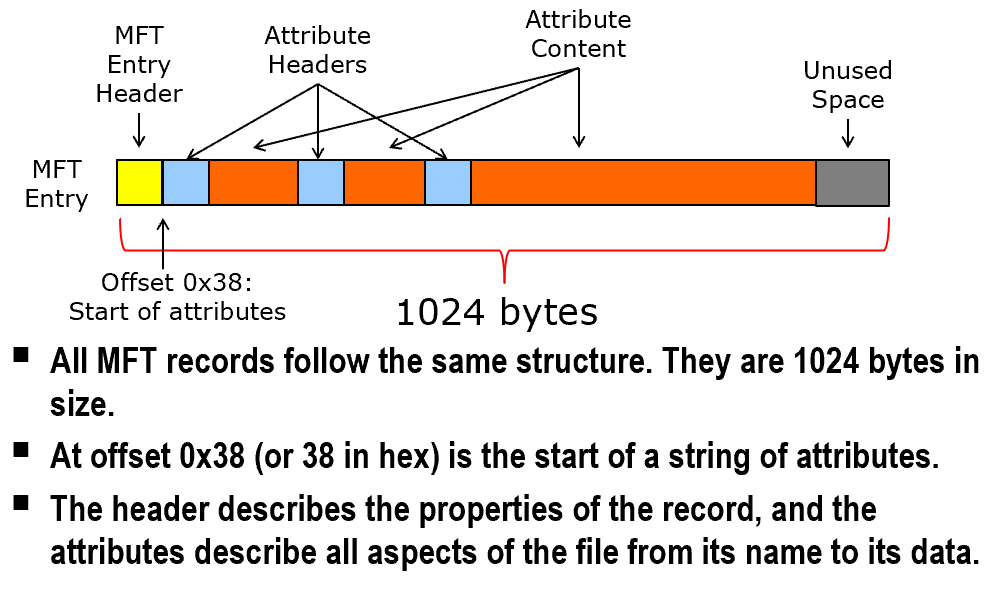 MFT
Entry
Header
Attribute
Headers
Attribute
Content
Unused
Space
MFT
Entry
Offset 0x38:
Start of attributes
1024 bytes
▪ All MFT records follow the same structure. They are 1024 bytes in
size.
▪ At offset 0x38 (or 38 in hex) is the start of a string of attributes.
▪ The header describes the properties of the record, and the
attributes describe all aspects of the file from its name to its data.